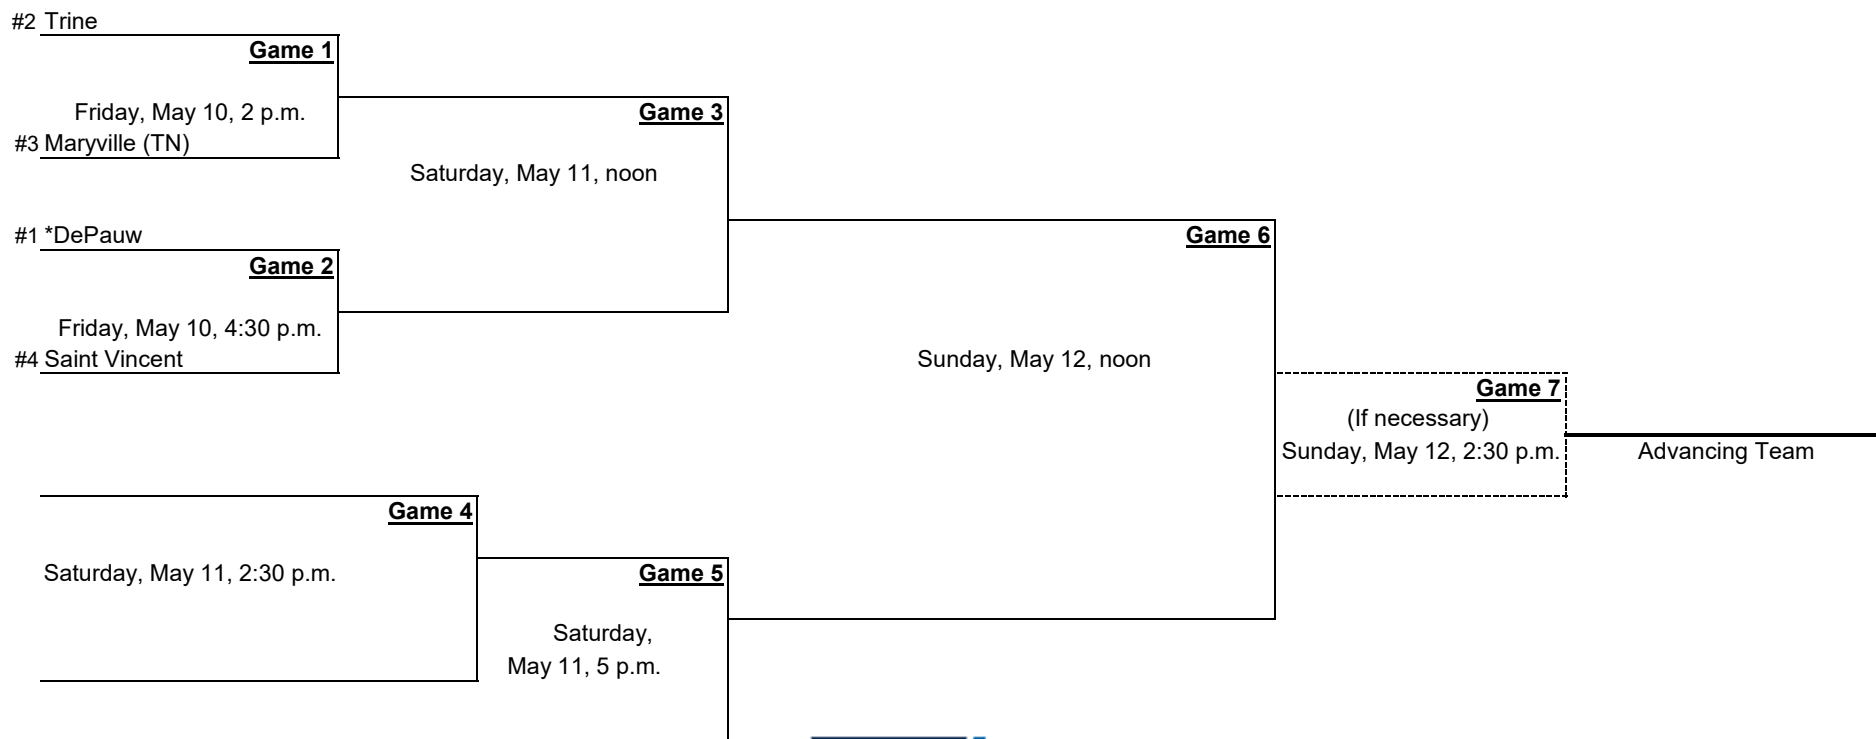 #2 Trine
Game 1
Friday, May 10, 2 p.m.
#3 Maryville (TN)
Game 3
Saturday, May 11, noon
#1 *DePauw
Game 2
Friday, May 10, 4:30 p.m.
#4 Saint Vincent
Game 6
Sunday, May 12, noon
Game 7
(If necessary)
Sunday, May 12, 2:30 p.m.
Advancing Team
Game 4
Saturday, May 11, 2:30 p.m.
Game 5
Saturday,
May 11, 5 p.m.